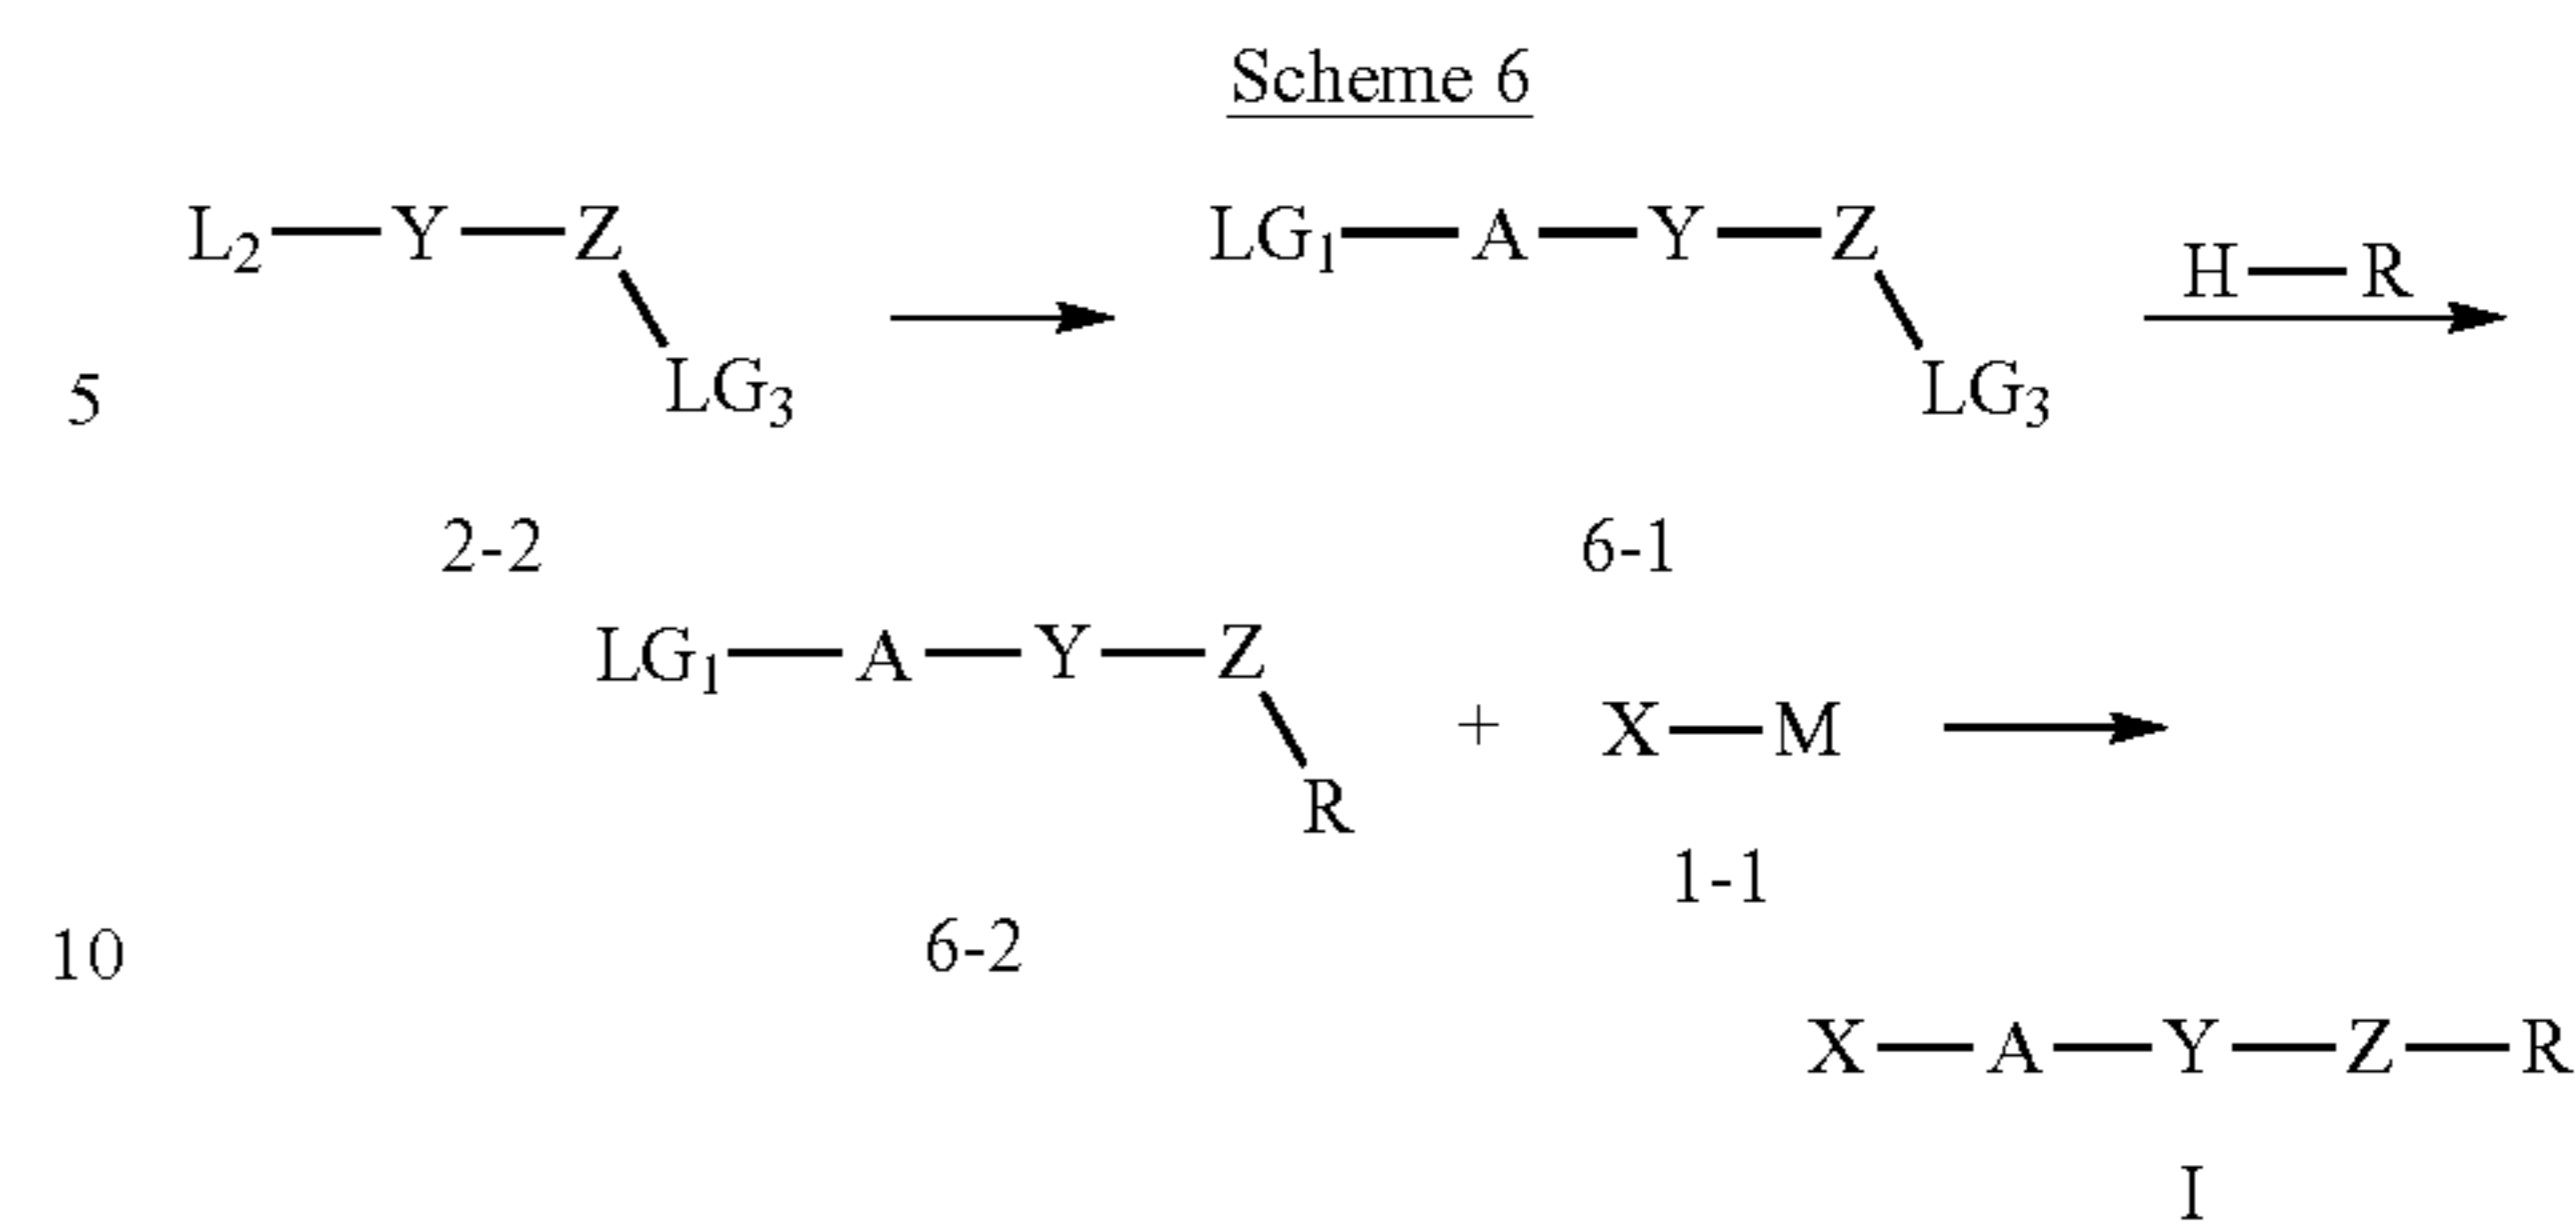 Scheme 6
L2—Y—Z
LG1—A—Y—Z
H—R
5
LG3
LG3
2-2
6-1
LG1—A—Y—Z
+ X—M
R
1-1
10
6-2
X—A—Y—Z—R
I